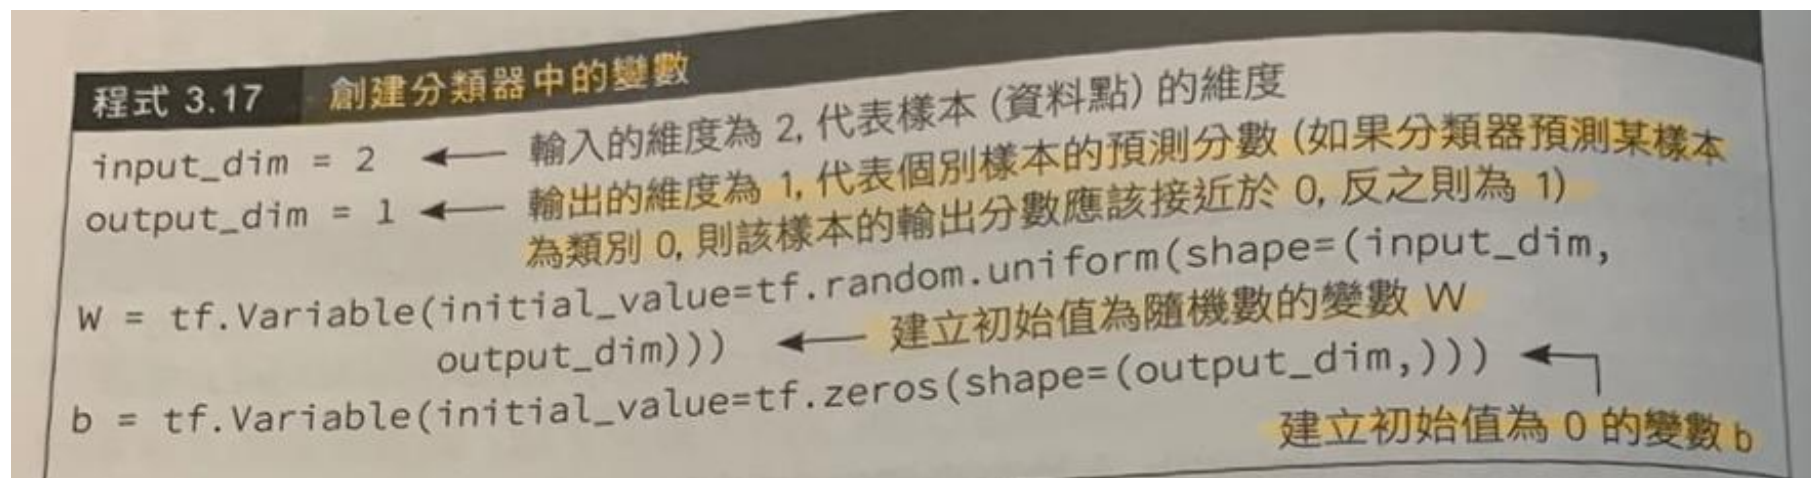 程式 3.17 創建分類器中的變數
input_dim = 2 ← 輸入的維度為 2, 代表樣本 (資料點) 的維度
output_dim = 1 ← 輸出的維度為 1, 代表個別樣本的預測分數 (如果分類器預測某樣本
為類別 0, 則該樣本的輸出分數應該接近於 0, 反之則為 1)
W = tf.Variable(initial_value=tf.random.uniform(shape=(input_dim,
output_dim))) ← 建立初始值為隨機數的變數 W
b = tf.Variable(initial_value=tf.zeros(shape=(output_dim,)))
建立初始值為 0 的變數 b